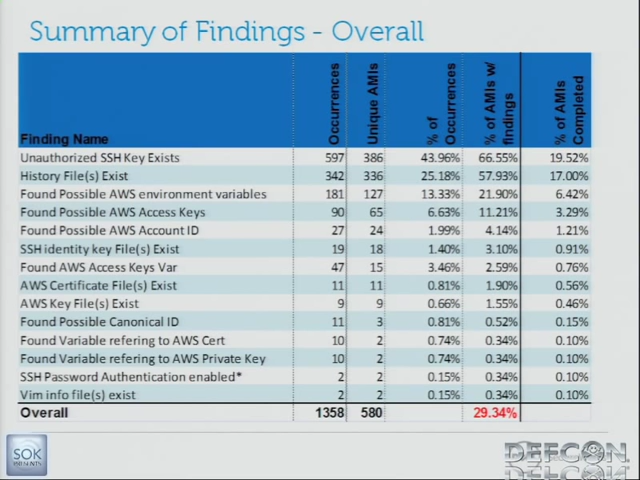 Summary of Findings - Overall
Finding Name Occurrences Unique AMIs % of Occurrences % of AMIs w/ findings % of AMIs Completed
Unauthorized SSH Key Exists 597 386 43.96% 66.55% 19.52%
History File(s) Exist 342 336 25.18% 57.93% 17.00%
Found Possible AWS environment variables 181 127 13.33% 21.90% 6.42%
Found Possible AWS Access Keys 90 65 6.63% 11.21% 3.29%
Found Possible AWS Account ID 27 24 1.99% 4.14% 1.21%
SSH identity key File(s) Exist 19 18 1.40% 3.10% 0.91%
Found AWS Access Keys Var 47 15 3.46% 2.59% 0.76%
AWS Certificate File(s) Exist 11 11 0.81% 1.90% 0.56%
AWS Key File(s) Exist 9 9 0.66% 1.55% 0.46%
Found Possible Canonical ID 11 3 0.81% 0.52% 0.15%
Found Variable refering to AWS Cert 10 2 0.74% 0.34% 0.10%
Found Variable refering to AWS Private Key 10 2 0.74% 0.34% 0.10%
SSH Password Authentication enabled* 2 2 0.15% 0.34% 0.10%
Vim info file(s) exist 2 2 0.15% 0.34% 0.10%
Overall 1358 580 29.34%
SOK
PRESENTS
DEFCON